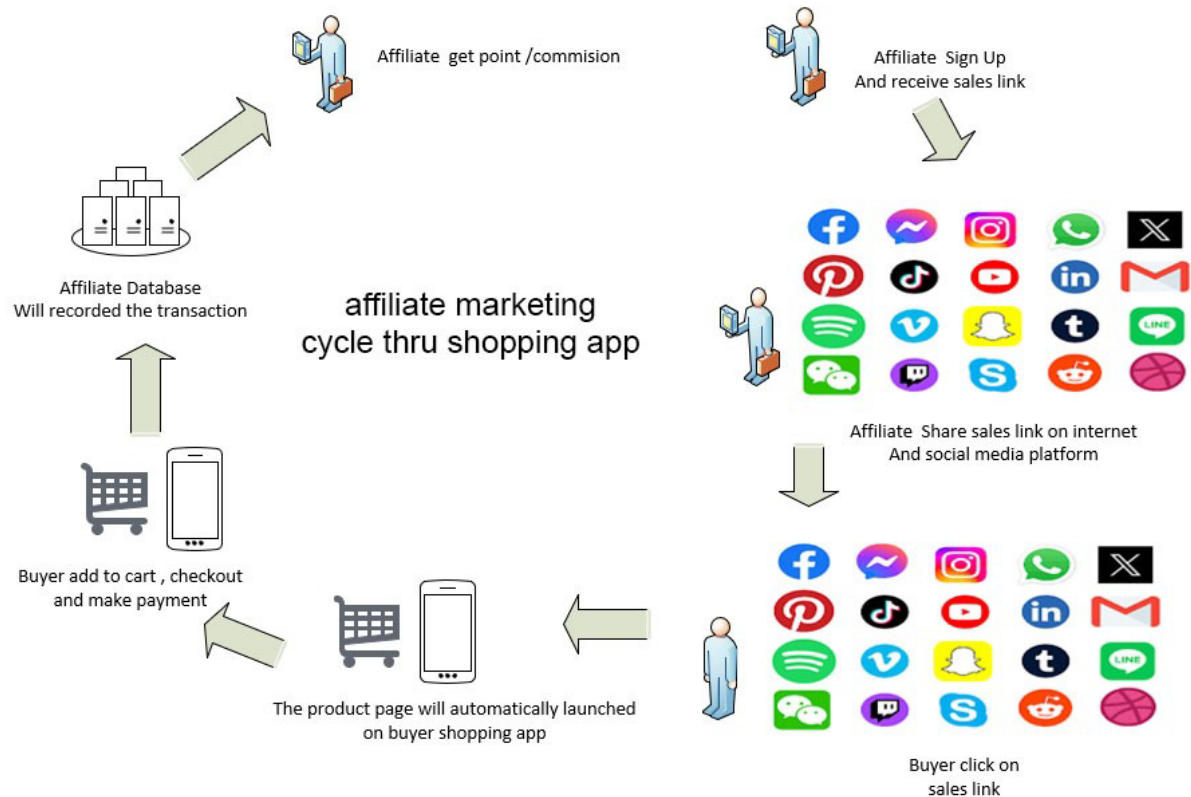 Affiliate get point /commision
Affiliate Sign Up
And receive sales link
Affiliate Database
Will recorded the transaction
affiliate marketing
cycle thru shopping app
LINE
Affiliate Share sales link on internet
And social media platform
Buyer add to cart , checkout
and make payment
LINE
The product page will automatically launched
on buyer shopping app
Buyer click on
sales link